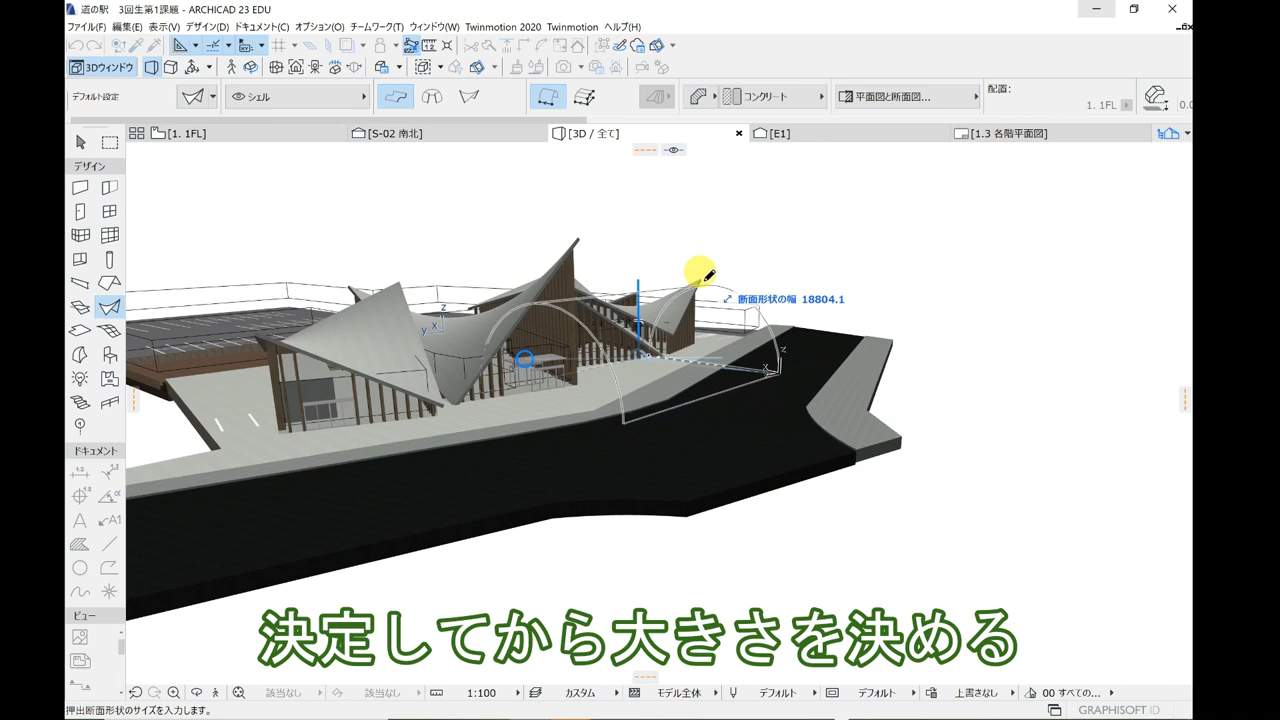 道の駅 3回生第1課題 - ARCHICAD 23 EDU
ファイル(F) 編集(E) 表示(V) デザイン(D) ドキュメント(C) オプション(O) チームワーク(T) ウィンドウ(W) Twinmotion 2020 Twinmotion ヘルプ(H)
3Dウィンドウ
デフォルト設定 シェル コンクリート 平面図と断面図... 配置:
1. 1FL 0.0
[1. 1FL] [S-02 南北] [3D / 全て] [E1] [1.3 各階平面図]
デザイン
断面形状の幅 18804.1
z
y x
x z
ドキュメント
ビュー
決定してから大きさを決める
該当なし 該当なし 1:100 カスタム モデル全体 デフォルト デフォルト 上書きなし 00 すべての...
押出断面形状のサイズを入力します。 GRAPHISOFT ID